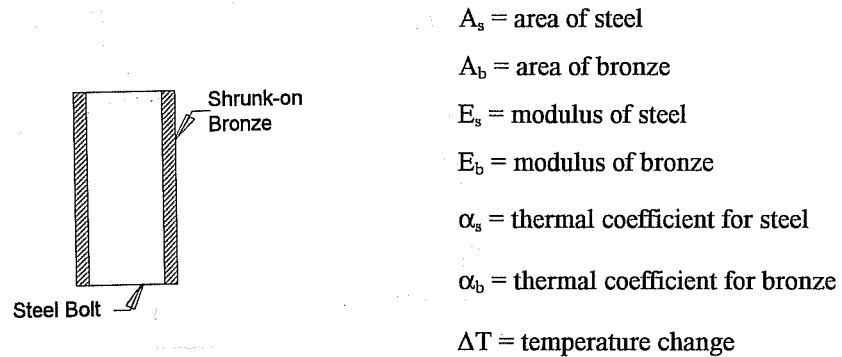 Shrunk-on
Bronze
Steel Bolt
Aₛ = area of steel
A_b = area of bronze
Eₛ = modulus of steel
E_b = modulus of bronze
αₛ = thermal coefficient for steel
α_b = thermal coefficient for bronze
ΔT = temperature change